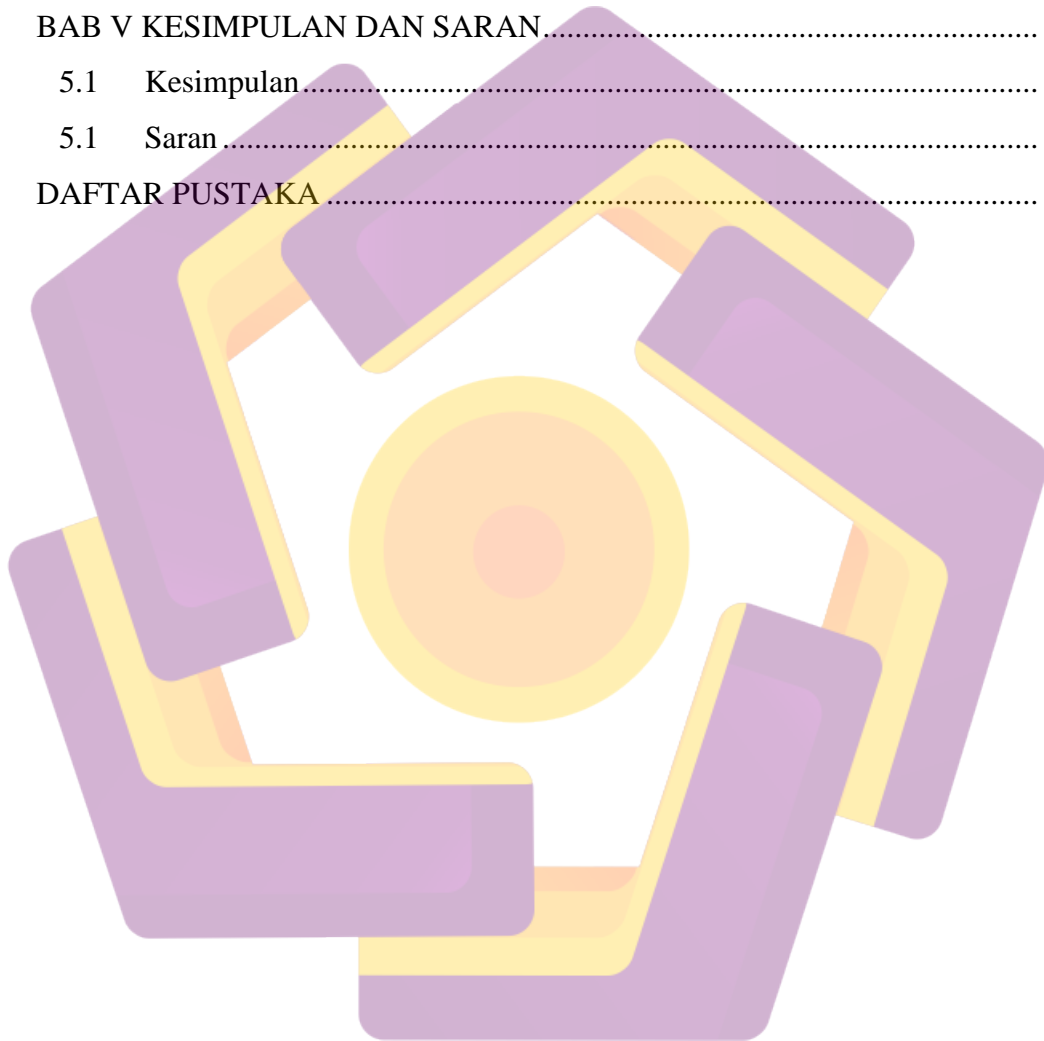 BAB V KESIMPULAN DAN SARAN............................................................
5.1 Kesimpulan.........................................................................................
5.1 Saran ..................................................................................................
DAFTAR PUSTAKA ......................................................................................